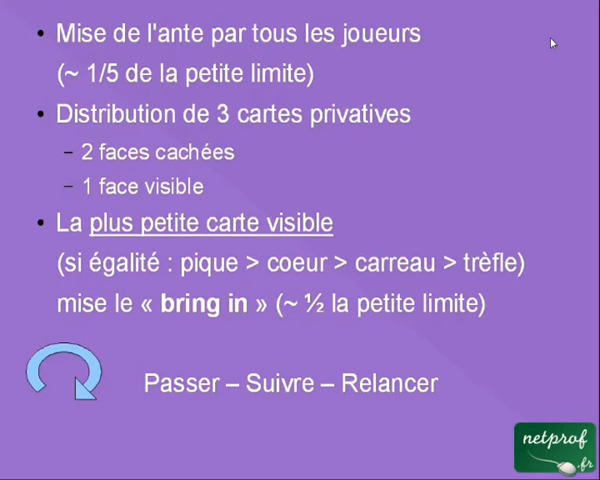 • Mise de l'ante par tous les joueurs
(~ 1/5 de la petite limite)
• Distribution de 3 cartes privatives
– 2 faces cachées
– 1 face visible
• La plus petite carte visible
(si égalité : pique > coeur > carreau > trèfle)
mise le « bring in » (~ ½ la petite limite)
Passer – Suivre – Relancer
netprof
.fr